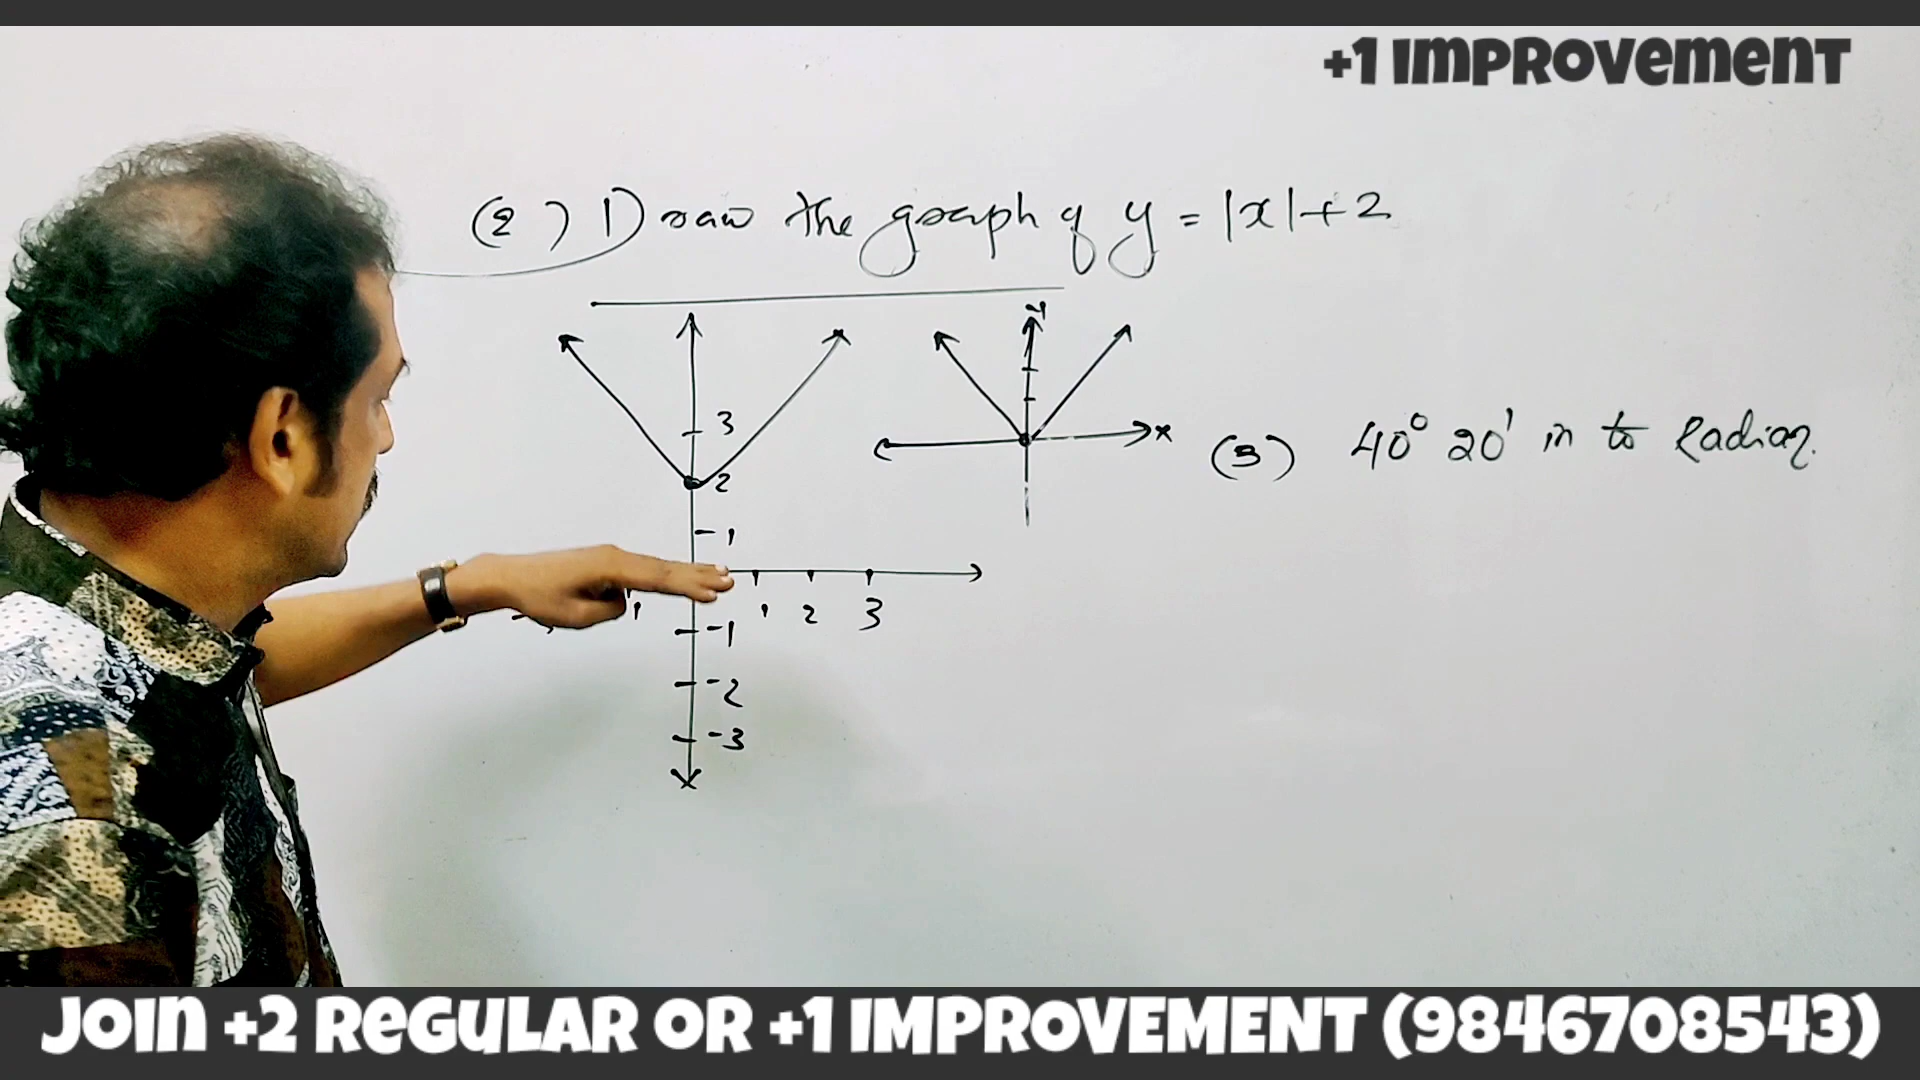 +1 IMPROVEMENT
(2) Draw the graph of y = |x| + 2
y
3
2
1
x
(3) 40° 20' in to Radian.
1 1 2 3
-1
-2
-3
JOIN +2 REGULAR OR +1 IMPROVEMENT (9846708543)